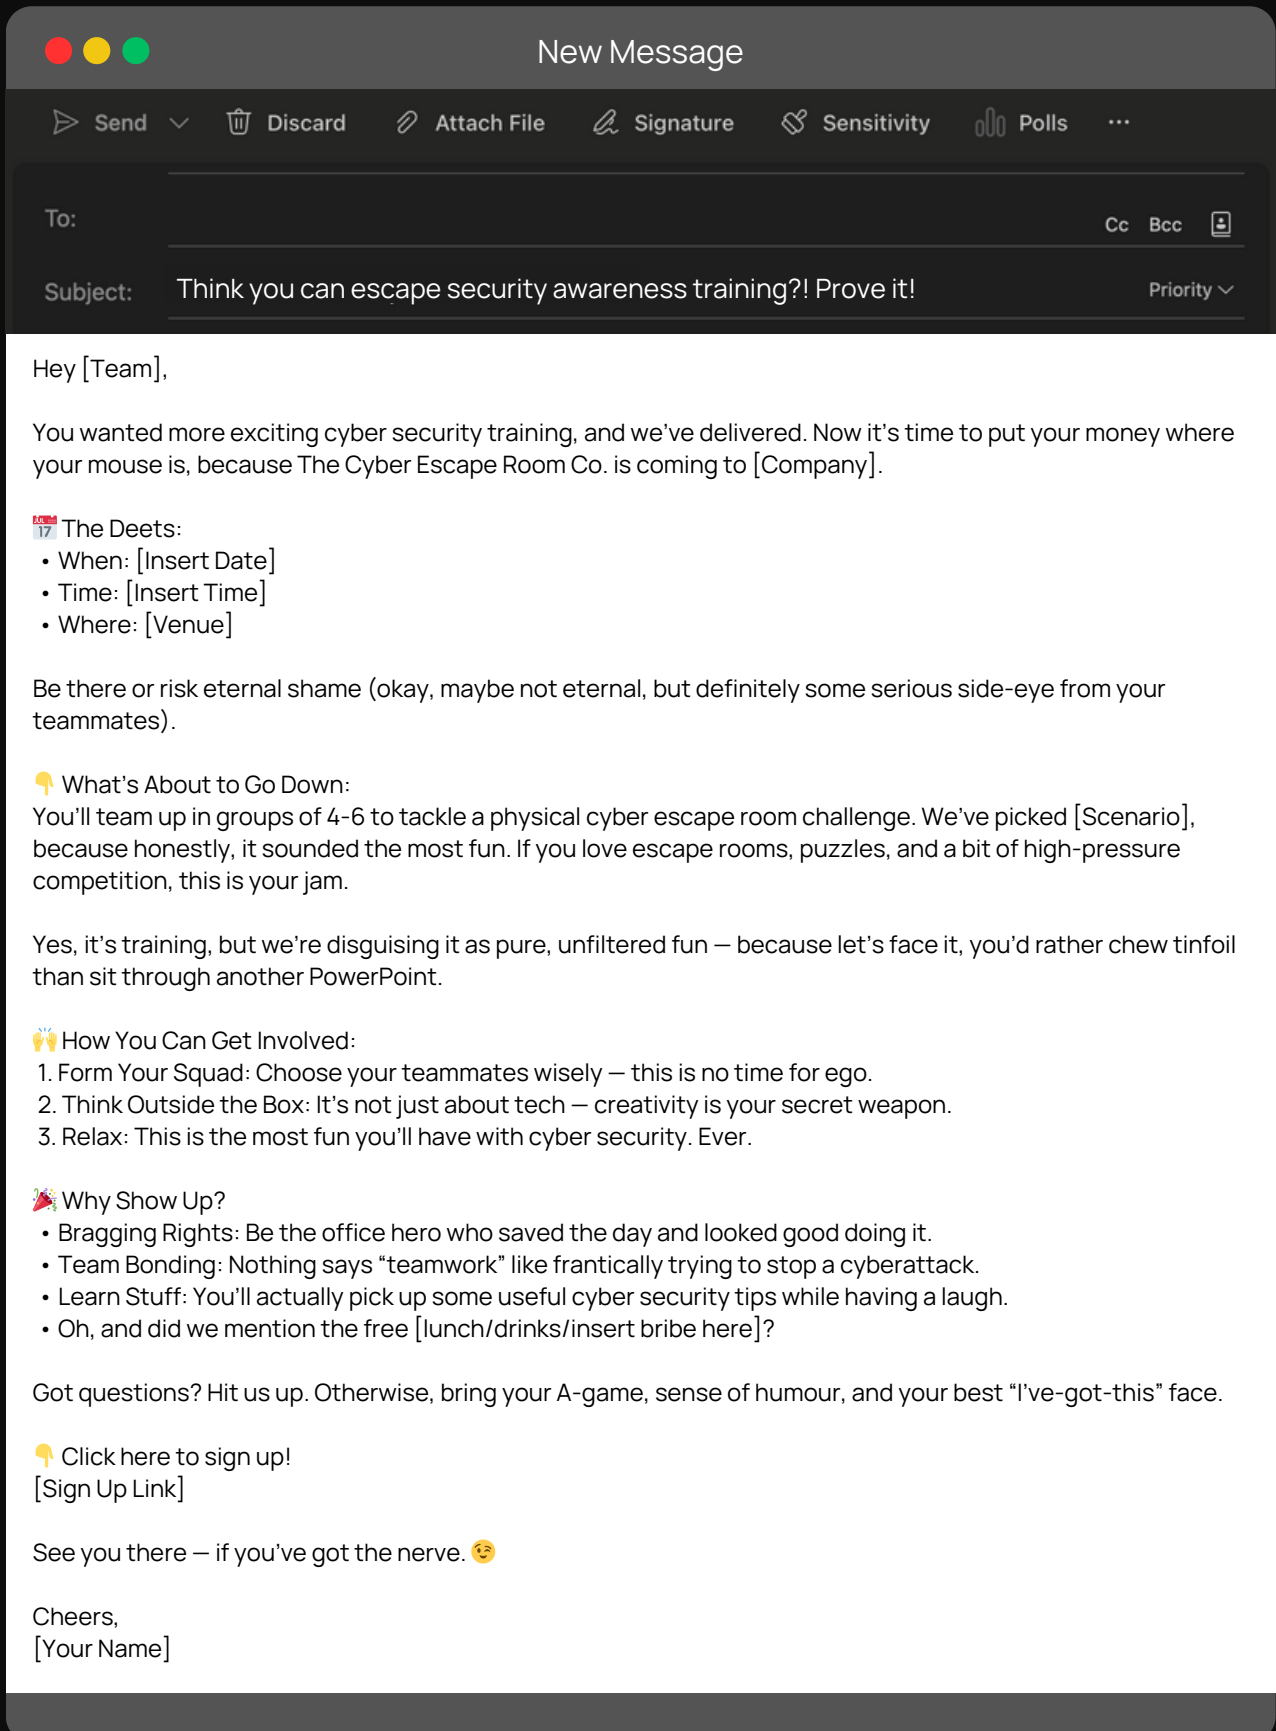 New Message
Send
Discard
Attach File
Signature
Sensitivity
Polls
...
To:
Cc Bcc
Subject: Think you can escape security awareness training?! Prove it!
Priority
Hey [Team],
You wanted more exciting cyber security training, and we’ve delivered. Now it’s time to put your money where
your mouse is, because The Cyber Escape Room Co. is coming to [Company].
📅 The Deets:
• When: [Insert Date]
• Time: [Insert Time]
• Where: [Venue]
Be there or risk eternal shame (okay, maybe not eternal, but definitely some serious side-eye from your
teammates).
👇 What’s About to Go Down:
You’ll team up in groups of 4-6 to tackle a physical cyber escape room challenge. We’ve picked [Scenario],
because honestly, it sounded the most fun. If you love escape rooms, puzzles, and a bit of high-pressure
competition, this is your jam.
Yes, it’s training, but we’re disguising it as pure, unfiltered fun — because let’s face it, you’d rather chew tinfoil
than sit through another PowerPoint.
🙌 How You Can Get Involved:
1. Form Your Squad: Choose your teammates wisely — this is no time for ego.
2. Think Outside the Box: It’s not just about tech — creativity is your secret weapon.
3. Relax: This is the most fun you’ll have with cyber security. Ever.
🎉 Why Show Up?
• Bragging Rights: Be the office hero who saved the day and looked good doing it.
• Team Bonding: Nothing says “teamwork” like frantically trying to stop a cyberattack.
• Learn Stuff: You’ll actually pick up some useful cyber security tips while having a laugh.
• Oh, and did we mention the free [lunch/drinks/insert bribe here]?
Got questions? Hit us up. Otherwise, bring your A-game, sense of humour, and your best “I’ve-got-this” face.
👇 Click here to sign up!
[Sign Up Link]
See you there — if you’ve got the nerve. 😉
Cheers,
[Your Name]